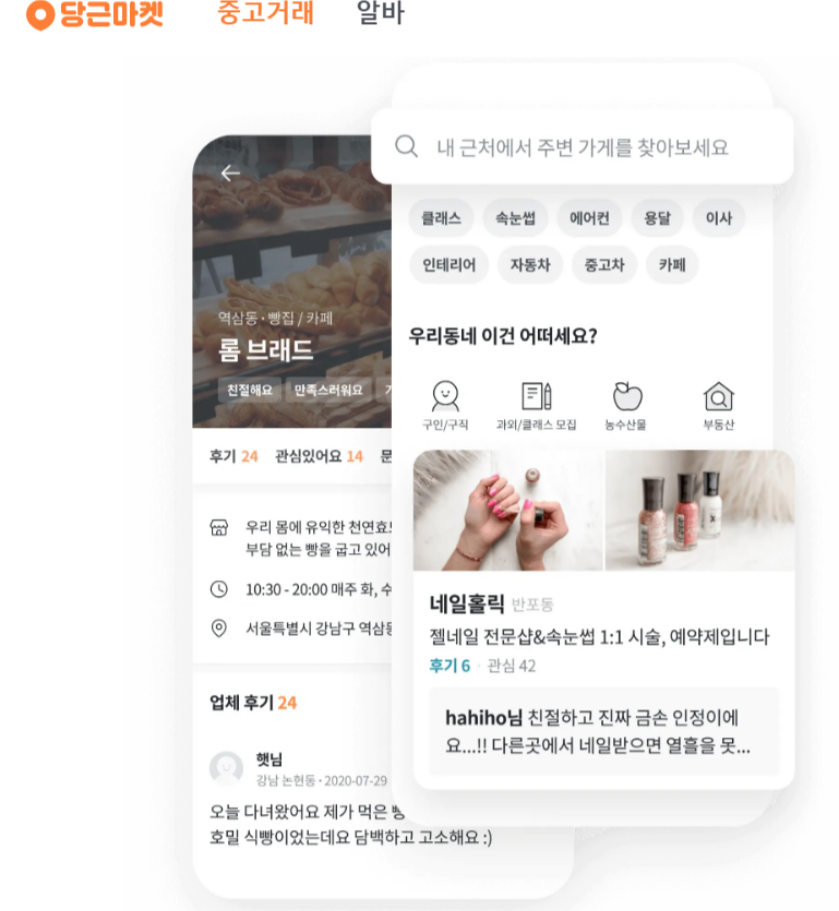 당근마켓
중고거래
알바
내 근처에서 주변 가게를 찾아보세요
클래스
속눈썹
에어컨
용달
이사
인테리어
자동차
중고차
카페
우리동네 이건 어떠세요?
구인/구직
과외/클래스 모집
농수산물
부동산
네일홀릭 반포동
젤네일 전문샵&속눈썹 1:1 시술, 예약제입니다
후기 6 · 관심 42
hahiho님 친절하고 진짜 금손 인정이에
요...!! 다른곳에서 네일받으면 열흘을 못...
역삼동 · 빵집 / 카페
롬 브래드
친절해요
만족스러워요
후기 24
관심있어요 14
문
우리 몸에 유익한 천연효
부담 없는 빵을 굽고 있어
10:30 - 20:00 매주 화, 수
서울특별시 강남구 역삼동
업체 후기 24
햇님
강남 논현동 · 2020-07-29
오늘 다녀왔어요 제가 먹은 빵
호밀 식빵이었는데요 담백하고 고소해요 :)